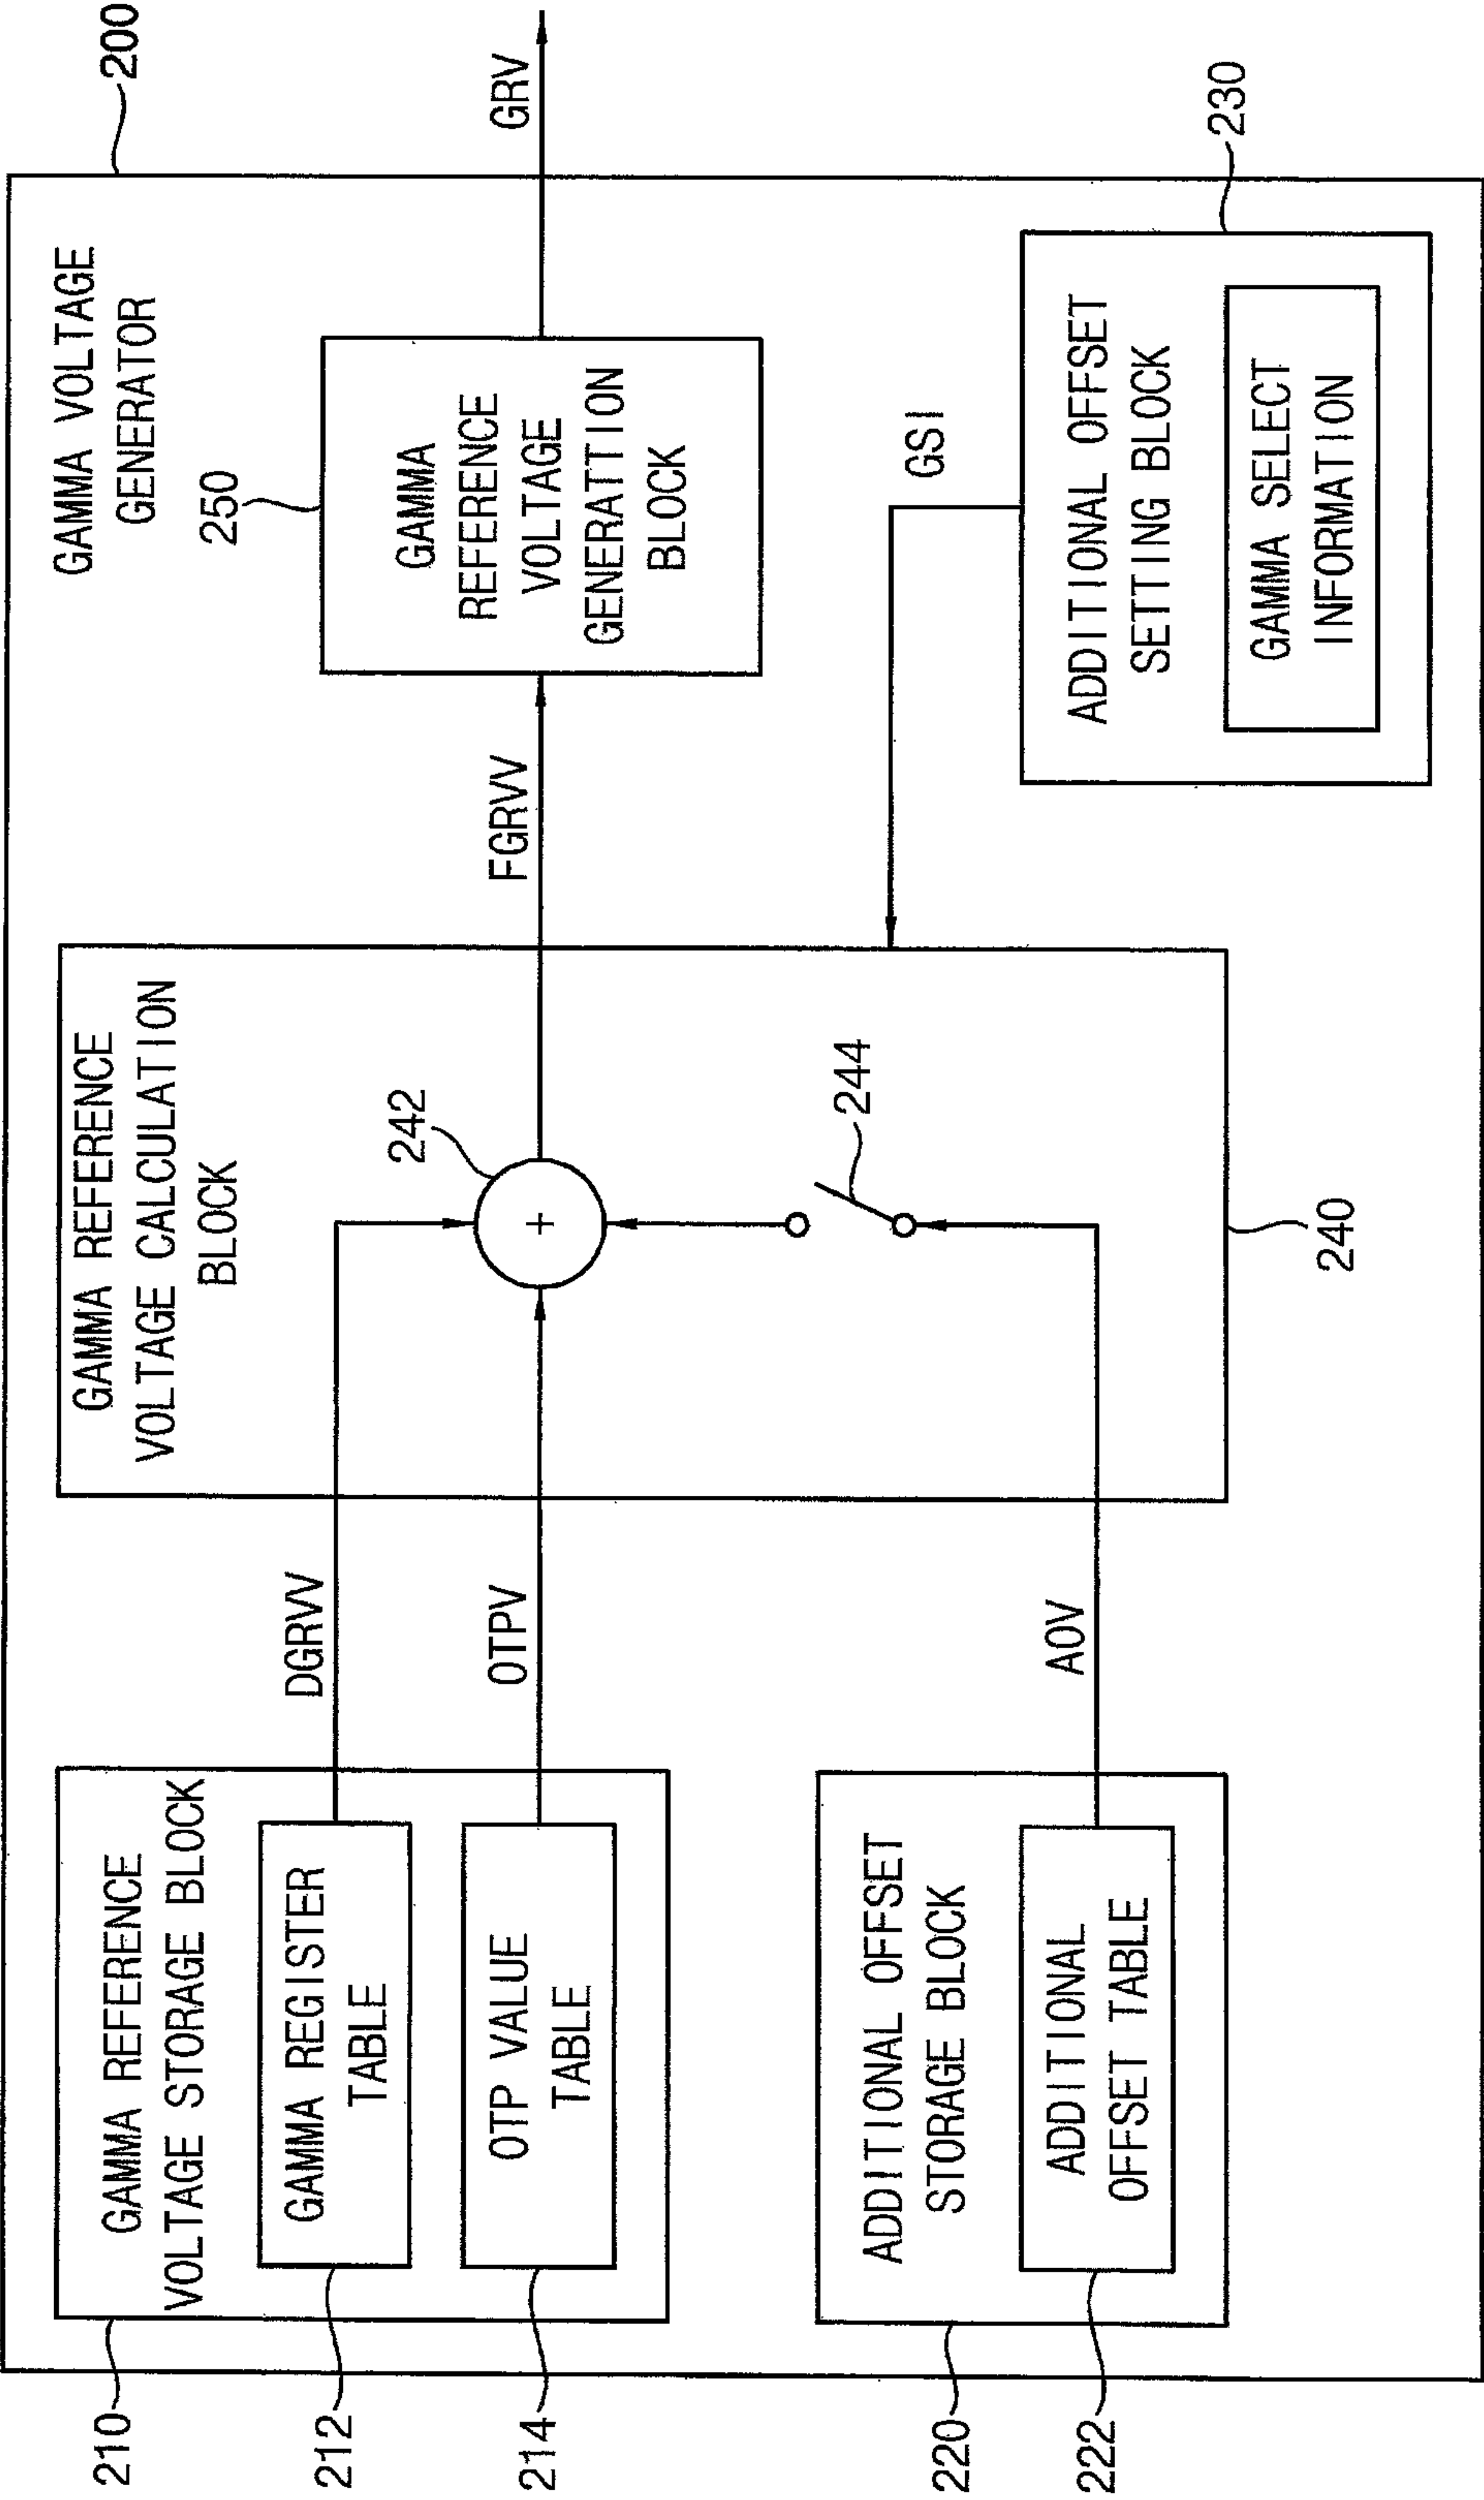 200
GAMMA VOLTAGE
GENERATOR
210
GAMMA REFERENCE
VOLTAGE STORAGE BLOCK
212
GAMMA REGISTER
TABLE
214
OTP VALUE
TABLE
220
ADDITIONAL OFFSET
STORAGE BLOCK
222
ADDITIONAL
OFFSET TABLE
DGRVV
OTPV
AOV
GAMMA REFERENCE
VOLTAGE CALCULATION
BLOCK
242
+
244
240
FGRVV
250
GAMMA
REFERENCE
VOLTAGE
GENERATION
BLOCK
GRV
GSI
ADDITIONAL OFFSET
SETTING BLOCK
GAMMA SELECT
INFORMATION
230